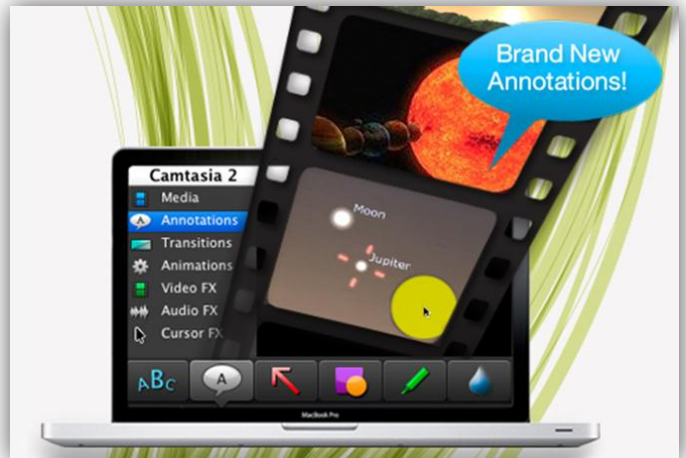 Brand New
Annotations!
Camtasia 2
Media
Annotations
Transitions
Animations
Video FX
Audio FX
Cursor FX
Moon
Jupiter
ABC
A
MacBook Pro